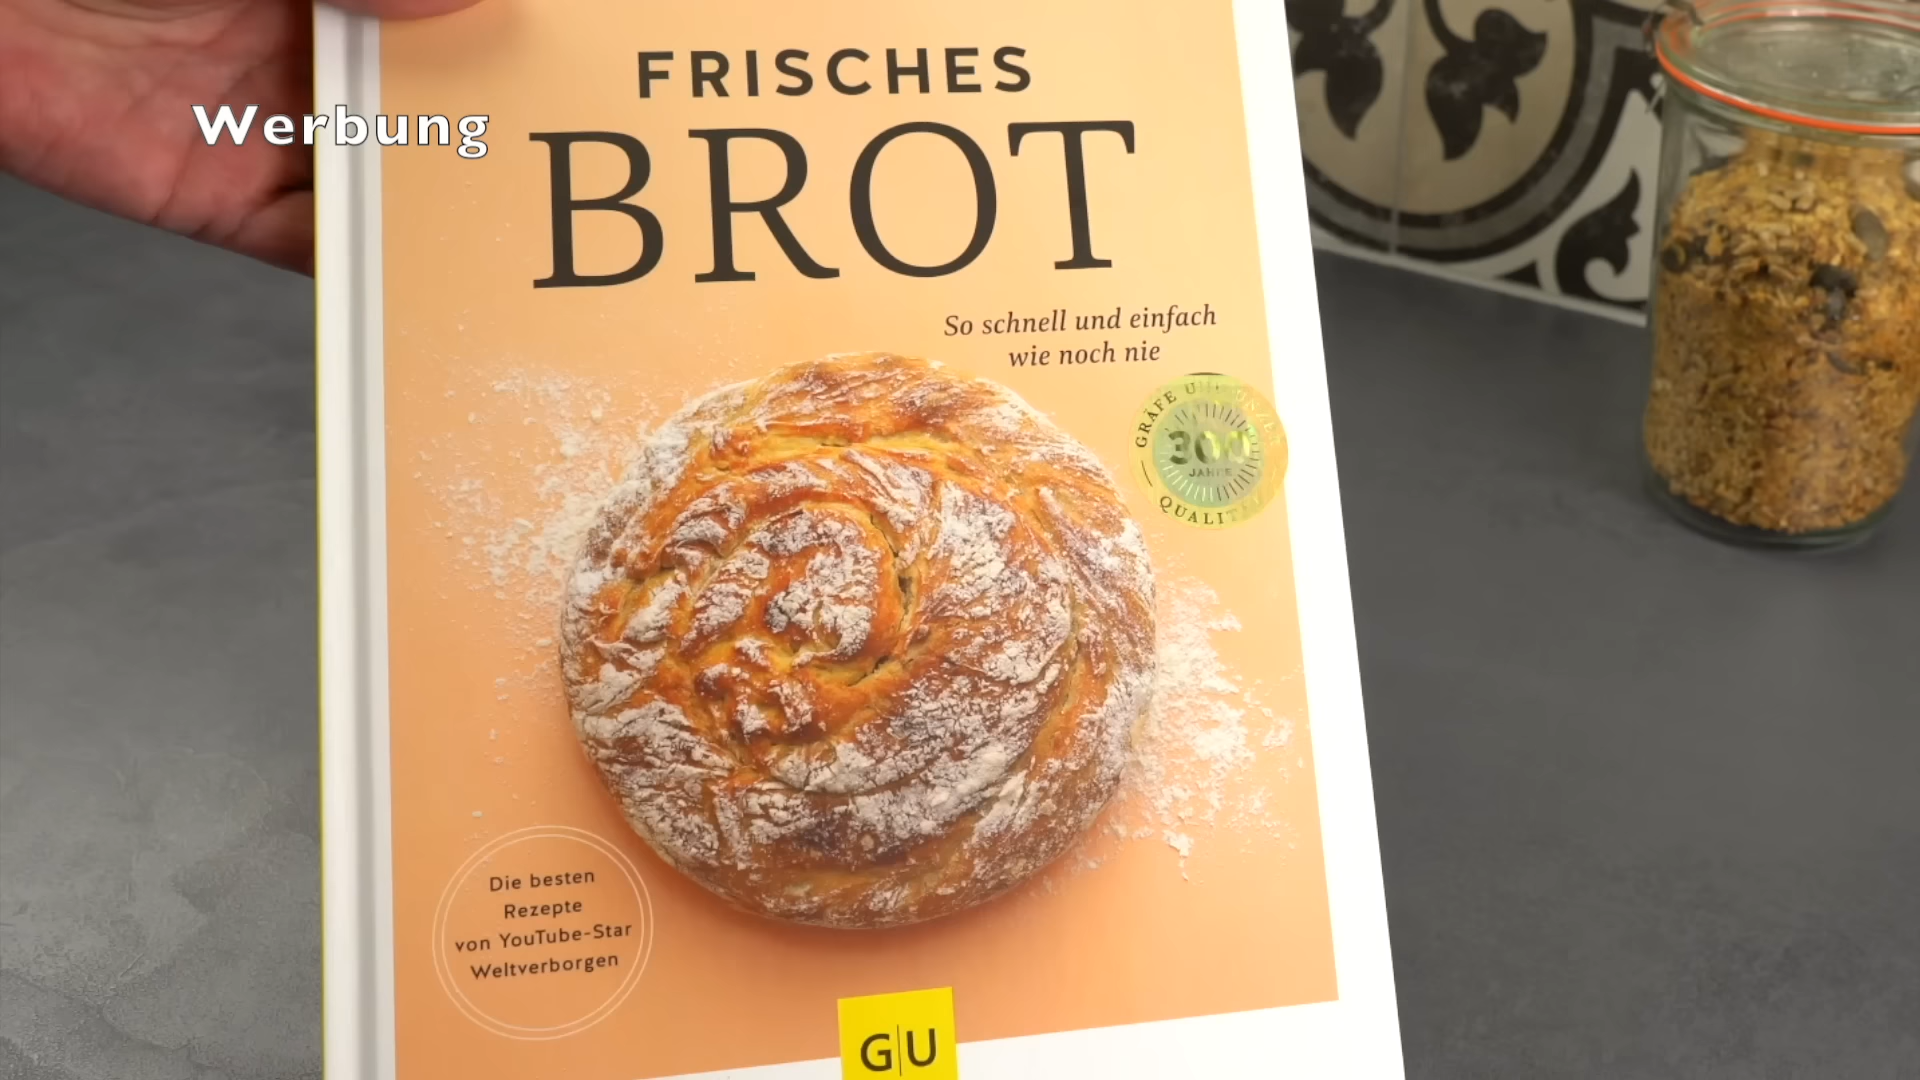 Werbung
FRISCHES
BROT
So schnell und einfach
wie noch nie
300
JAHRE
QUALITÄT
Die besten
Rezepte
von YouTube-Star
Weltverborgen
G|U